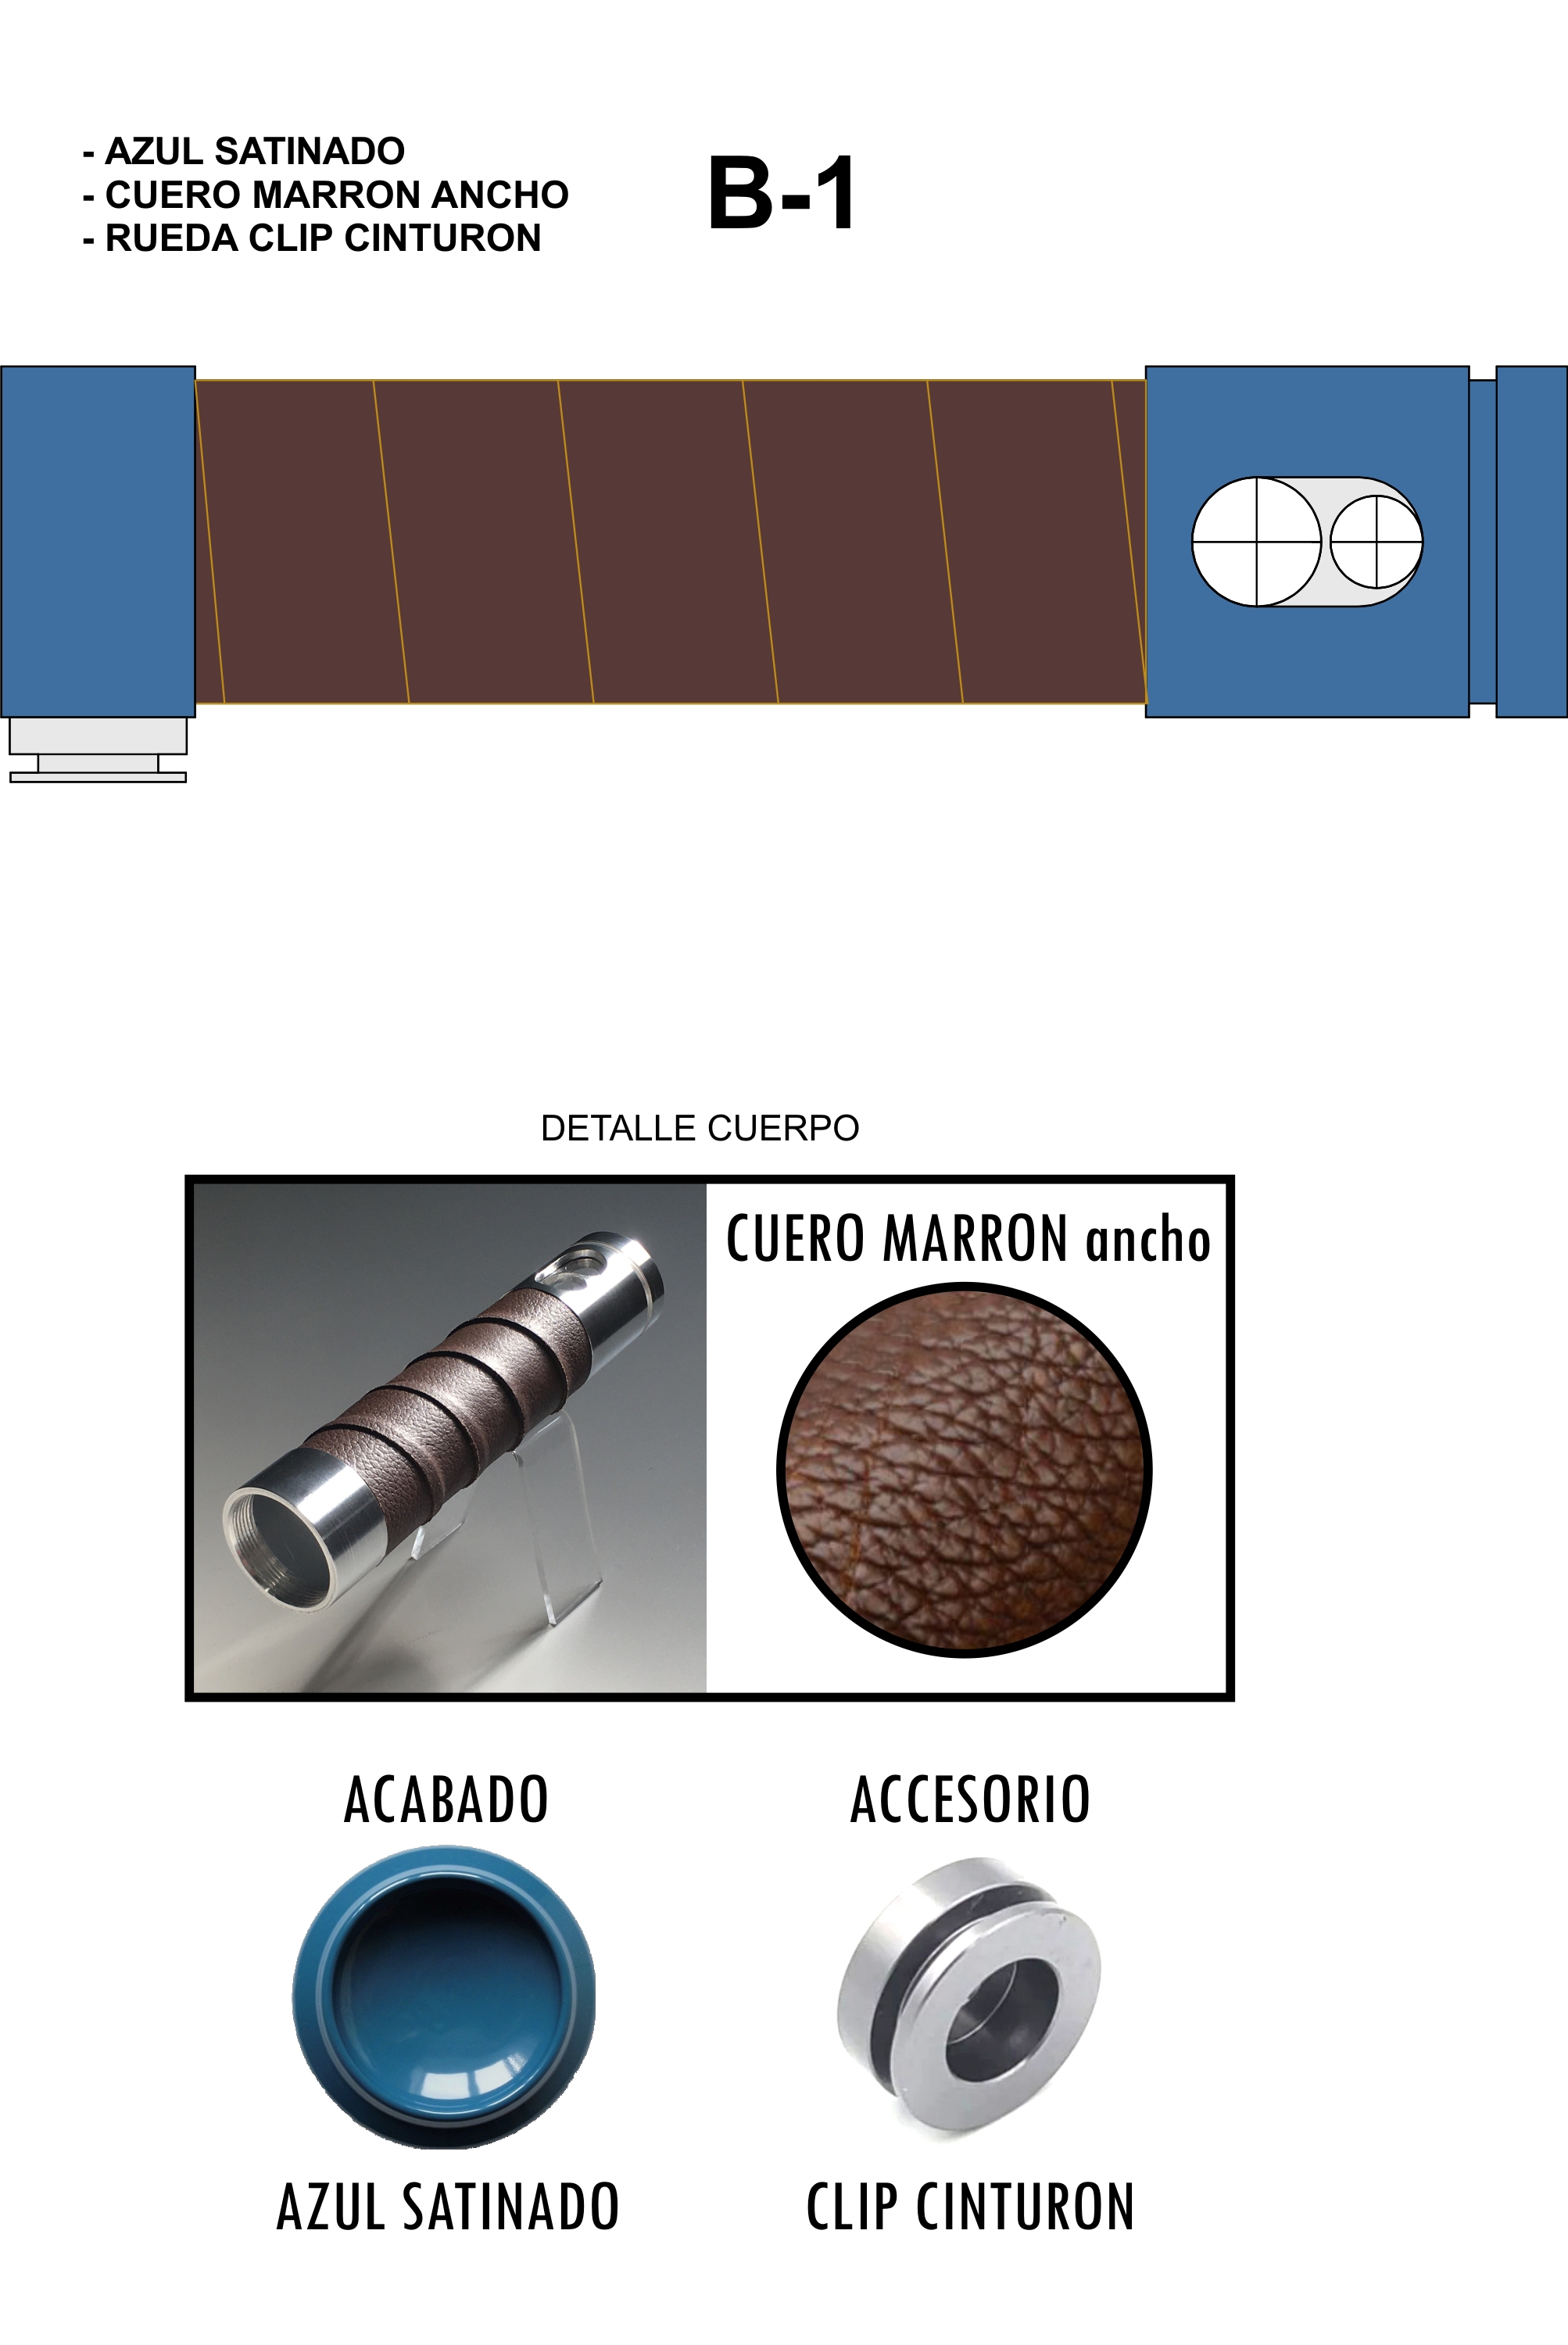 - AZUL SATINADO
- CUERO MARRON ANCHO
- RUEDA CLIP CINTURON
B-1
DETALLE CUERPO
CUERO MARRON ancho
ACABADO
ACCESORIO
AZUL SATINADO
CLIP CINTURON